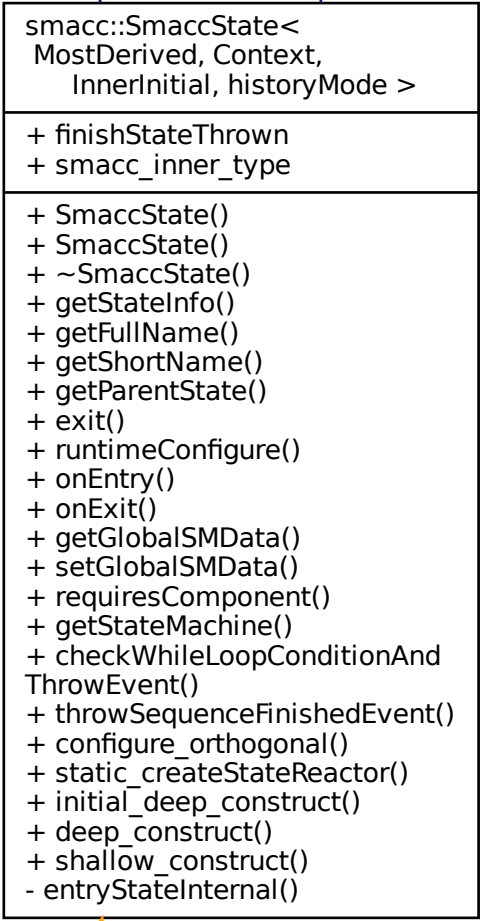 smacc::SmaccState<
MostDerived, Context,
InnerInitial, historyMode >
+ finishStateThrown
+ smacc_inner_type
+ SmaccState()
+ SmaccState()
+ ~SmaccState()
+ getStateInfo()
+ getFullName()
+ getShortName()
+ getParentState()
+ exit()
+ runtimeConfigure()
+ onEntry()
+ onExit()
+ getGlobalSMData()
+ setGlobalSMData()
+ requiresComponent()
+ getStateMachine()
+ checkWhileLoopConditionAnd
ThrowEvent()
+ throwSequenceFinishedEvent()
+ configure_orthogonal()
+ static_createStateReactor()
+ initial_deep_construct()
+ deep_construct()
+ shallow_construct()
- entryStateInternal()